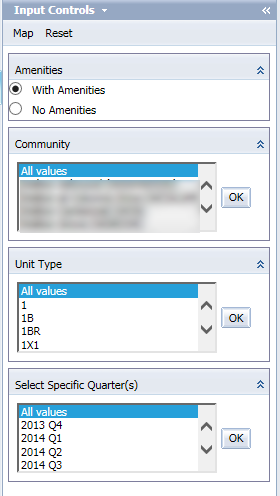 Input Controls
Map Reset
Amenities
With Amenities
No Amenities
Community
All values
OK
Unit Type
All values
1
1B
1BR
1X1
OK
Select Specific Quarter(s)
All values
2013 Q4
2014 Q1
2014 Q2
2014 Q3
OK